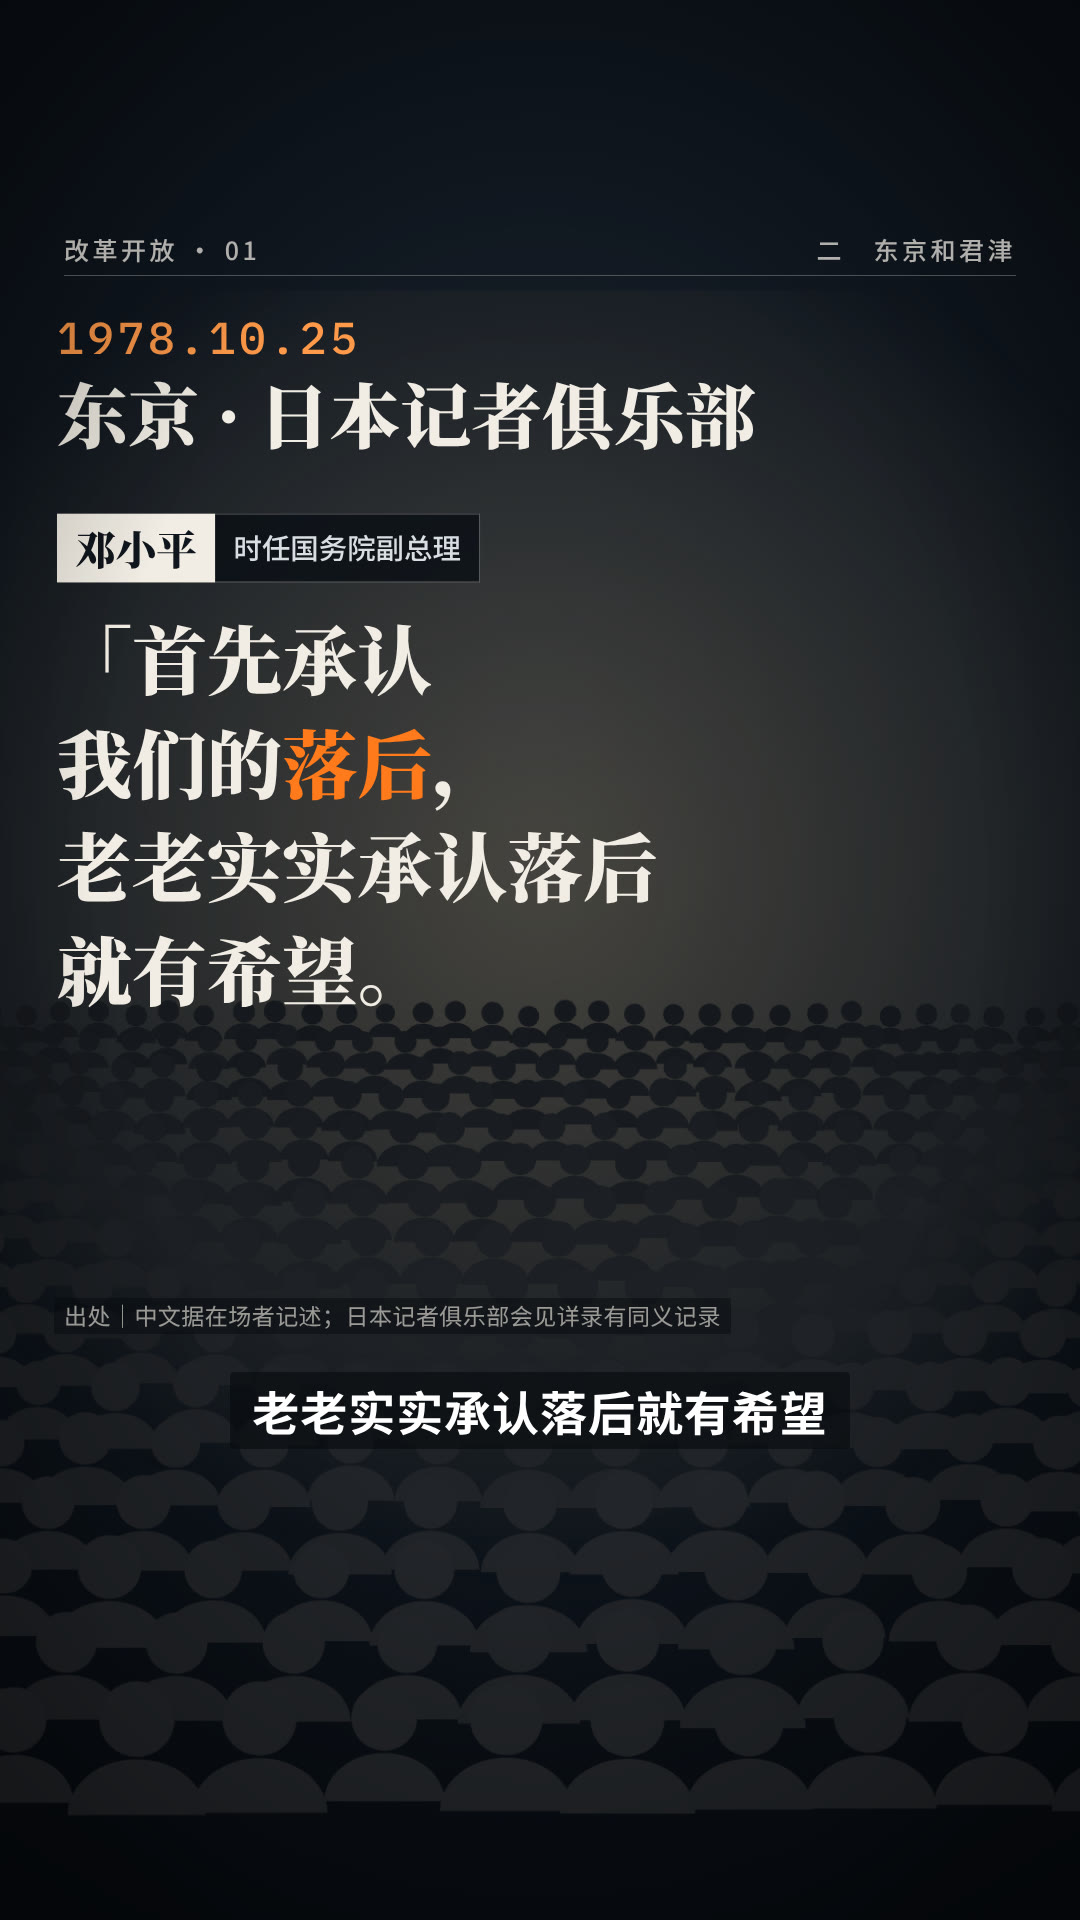 改革开放 · 01
二 东京和君津
1978.10.25
东京·日本记者俱乐部
邓小平 时任国务院副总理
「首先承认
我们的落后，
老老实实承认落后
就有希望。
出处｜中文据在场者记述；日本记者俱乐部会见详录有同义记录
老老实实承认落后就有希望